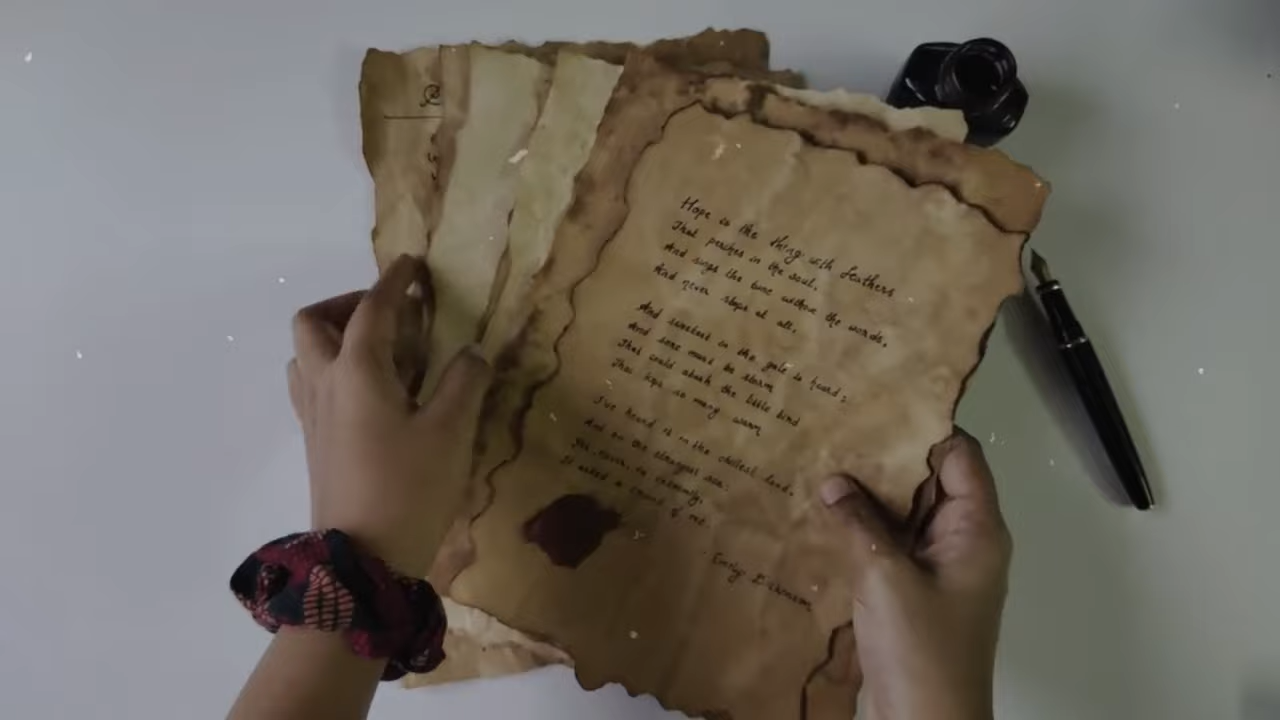 Hope is the thing with feathers
That perches in the soul,
And sings the tune without the words,
And never stops at all,
And sweetest in the gale is heard;
And sore must be storm
That could abash the little bird
That kept so many warm
I've heard it in the chillest land,
And on the strangest sea;
Yet, never, in extremity,
It asked a crumb of me.
- Emily Dickinson